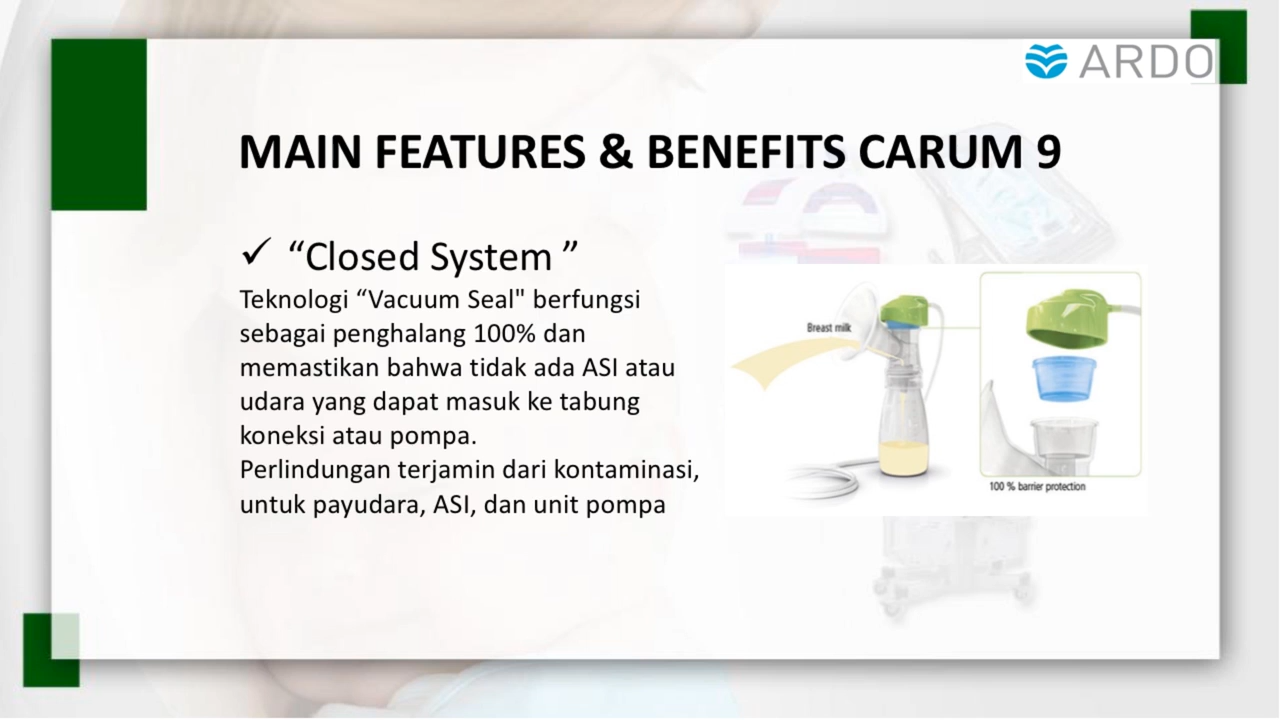 ARDO
MAIN FEATURES & BENEFITS CARUM 9
✓ “Closed System ”
Teknologi “Vacuum Seal" berfungsi
sebagai penghalang 100% dan
memastikan bahwa tidak ada ASI atau
udara yang dapat masuk ke tabung
koneksi atau pompa.
Perlindungan terjamin dari kontaminasi,
untuk payudara, ASI, dan unit pompa
Breast milk
100 % barrier protection